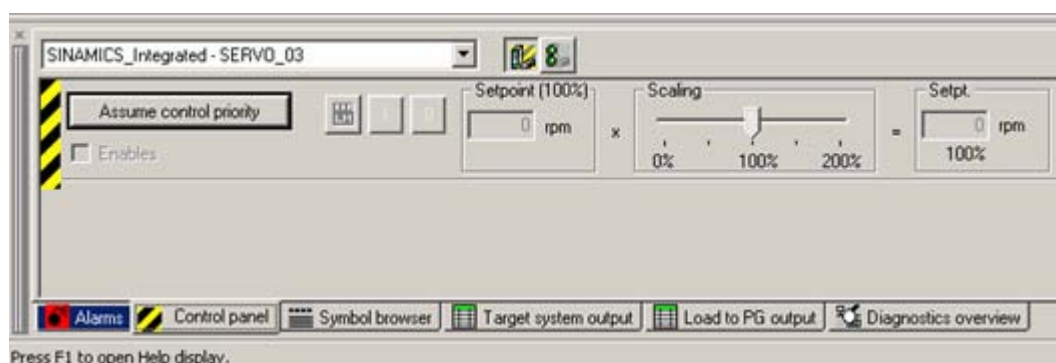 SINAMICS_Integrated - SERVO_03
Assume control priority
Enables
Setpoint (100%)
0 rpm
x
Scaling
0% 100% 200%
=
Setpt.
0 rpm
100%
Alarms Control panel Symbol browser Target system output Load to PG output Diagnostics overview
Press F1 to open Help display.